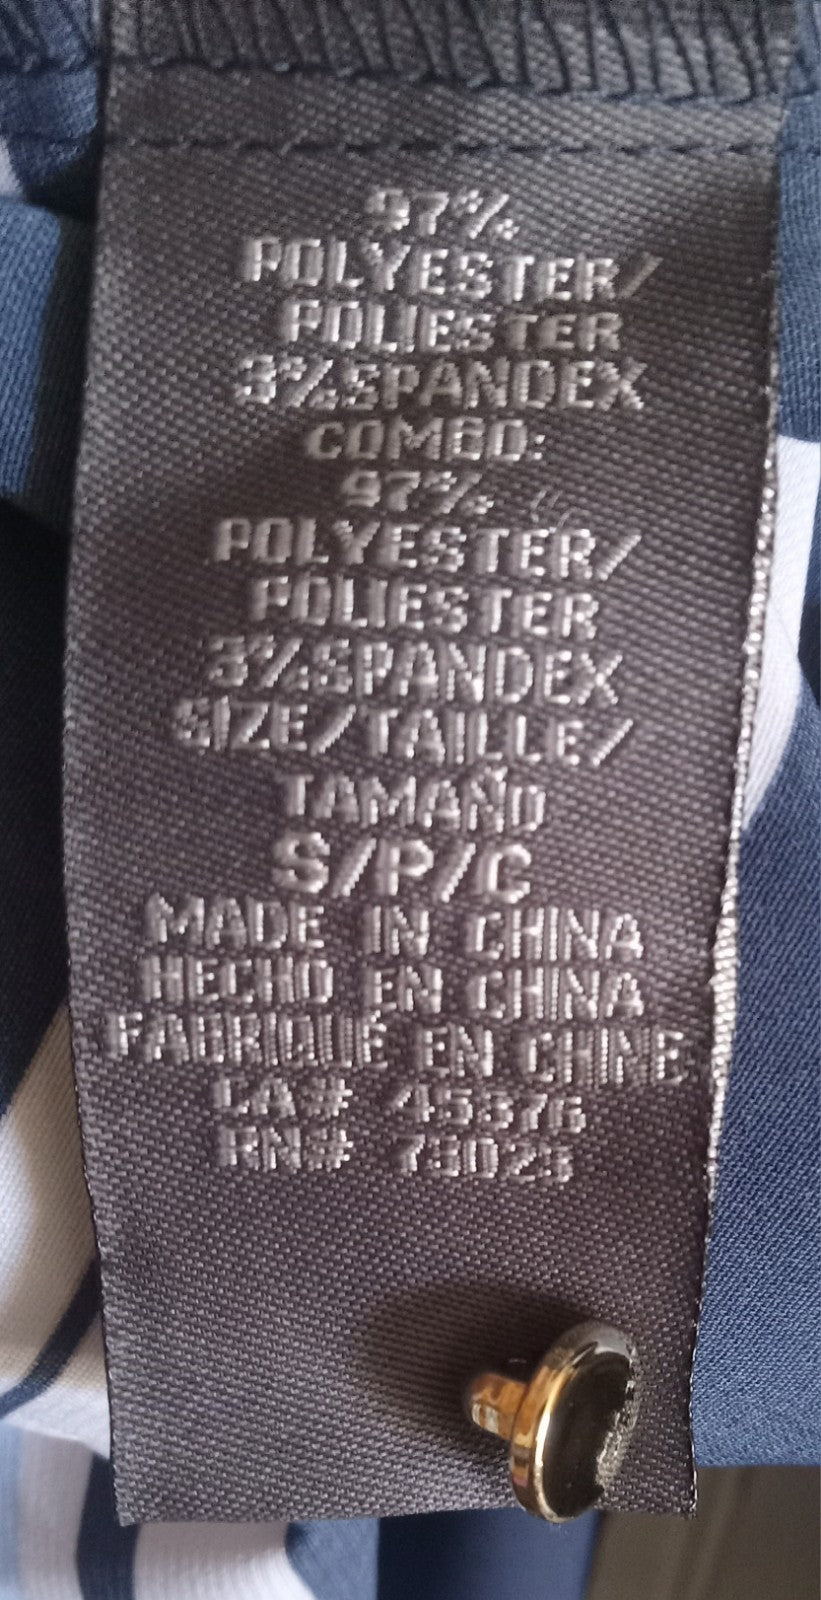 97%
POLYESTER/
POLIESTER
3%SPANDEX
COMBO:
97%
POLYESTER/
POLIESTER
3%SPANDEX
SIZE/TAILLE/
TAMAÑO
S/P/C
MADE IN CHINA
HECHO EN CHINA
FABRIQUÉ EN CHINE
CA# 45376
RN#